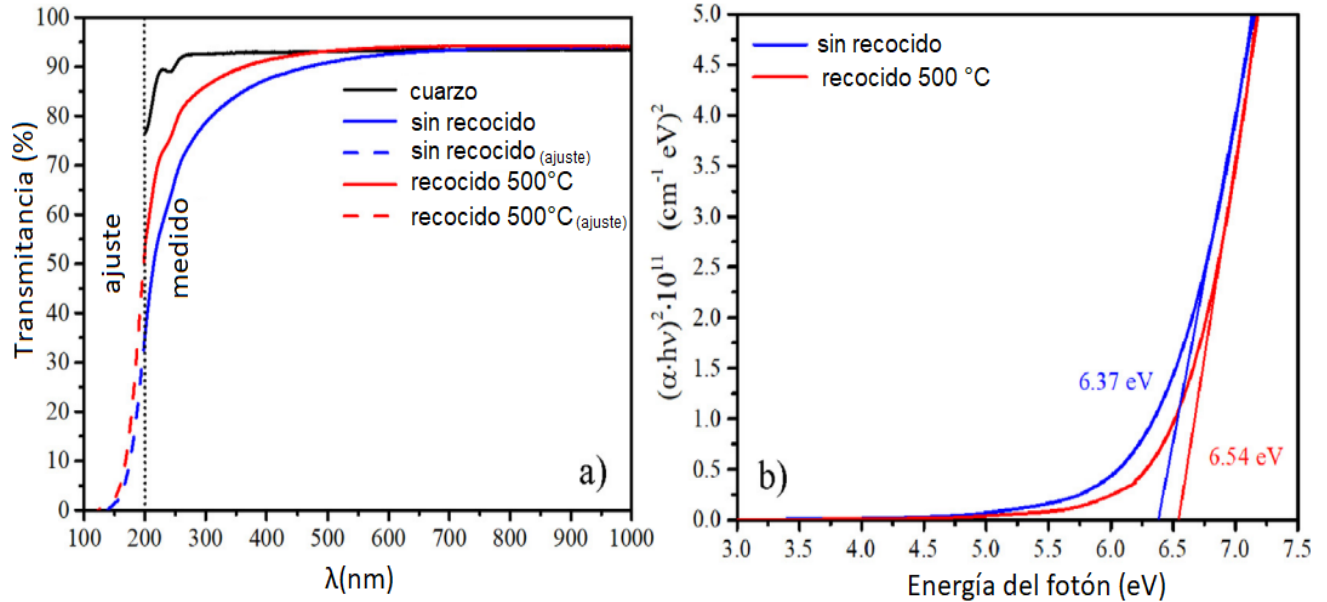 100
90
80
70
60
50
40
30
20
10
0
Transmitancia (%)
ajuste
medido
cuarzo
sin recocido
sin recocido (ajuste)
recocido 500°C
recocido 500°C (ajuste)
a)
100 200 300 400 500 600 700 800 900 1000
λ(nm)
5.0
4.5
4.0
3.5
3.0
2.5
2.0
1.5
1.0
0.5
0.0
(α·hν)²·10¹¹ (cm⁻¹ eV)²
sin recocido
recocido 500 °C
6.37 eV
6.54 eV
b)
3.0 3.5 4.0 4.5 5.0 5.5 6.0 6.5 7.0 7.5
Energía del fotón (eV)